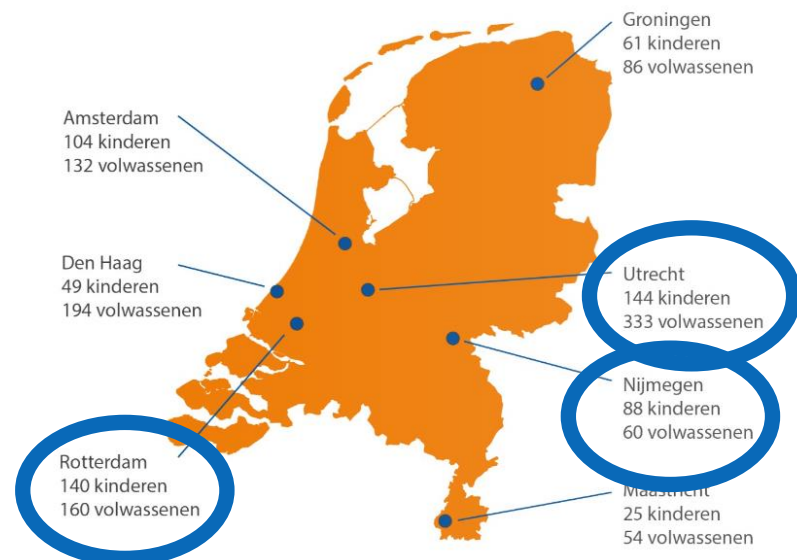 Groningen
61 kinderen
86 volwassenen
Amsterdam
104 kinderen
132 volwassenen
Den Haag
49 kinderen
194 volwassenen
Utrecht
144 kinderen
333 volwassenen
Nijmegen
88 kinderen
60 volwassenen
Rotterdam
140 kinderen
160 volwassenen
Maastricht
25 kinderen
54 volwassenen